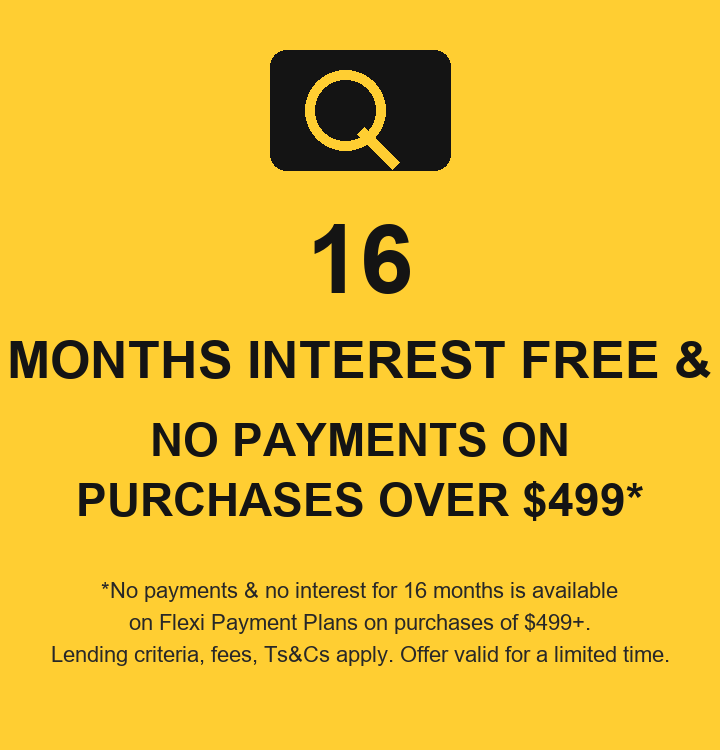 16
MONTHS INTEREST FREE &
NO PAYMENTS ON
PURCHASES OVER $499*
*No payments & no interest for 16 months is available
on Flexi Payment Plans on purchases of $499+.
Lending criteria, fees, Ts&Cs apply. Offer valid for a limited time.